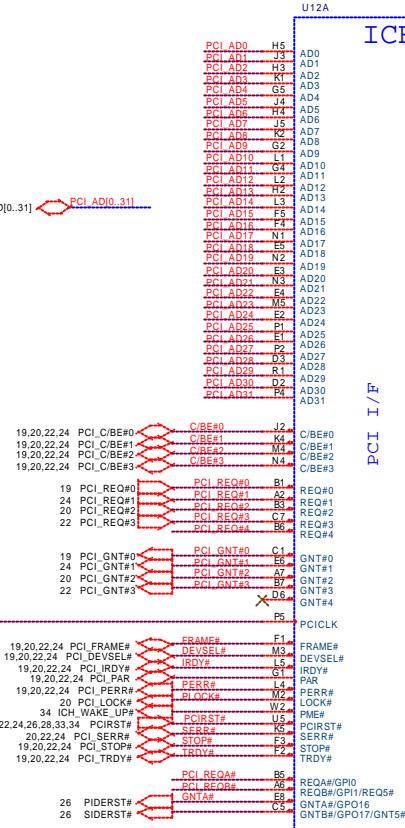 U12A
ICH
PCI_AD0 H5 AD0
PCI_AD1 J3 AD1
PCI_AD2 H3 AD2
PCI_AD3 K1 AD3
PCI_AD4 G5 AD4
PCI_AD5 J4 AD5
PCI_AD6 H4 AD6
PCI_AD7 J5 AD7
PCI_AD8 K2 AD8
PCI_AD9 G2 AD9
PCI_AD10 L1 AD10
PCI_AD11 G4 AD11
PCI_AD12 L2 AD12
PCI_AD13 H2 AD13
D[0..31] PCI_AD[0..31] PCI_AD14 L3 AD14
PCI_AD15 F5 AD15
PCI_AD16 F4 AD16
PCI_AD17 N1 AD17
PCI_AD18 E5 AD18
PCI_AD19 N2 AD19
PCI_AD20 E3 AD20
PCI_AD21 N3 AD21
PCI_AD22 E4 AD22
PCI_AD23 M5 AD23
PCI_AD24 E2 AD24
PCI_AD25 P1 AD25
PCI_AD26 E1 AD26
PCI_AD27 P2 AD27
PCI_AD28 D3 AD28
PCI_AD29 R1 AD29
PCI_AD30 D2 AD30
PCI_AD31 P4 AD31
PCI I/F
19,20,22,24 PCI_C/BE#0 C/BE#0 J2 C/BE#0
19,20,22,24 PCI_C/BE#1 C/BE#1 K4 C/BE#1
19,20,22,24 PCI_C/BE#2 C/BE#2 M4 C/BE#2
19,20,22,24 PCI_C/BE#3 C/BE#3 N4 C/BE#3
19 PCI_REQ#0 PCI_REQ#0 B1 REQ#0
24 PCI_REQ#1 PCI_REQ#1 A2 REQ#1
20 PCI_REQ#2 PCI_REQ#2 B3 REQ#2
22 PCI_REQ#3 PCI_REQ#3 C7 REQ#3
PCI_REQ#4 B6 REQ#4
19 PCI_GNT#0 PCI_GNT#0 C1 GNT#0
24 PCI_GNT#1 PCI_GNT#1 E6 GNT#1
20 PCI_GNT#2 PCI_GNT#2 A7 GNT#2
22 PCI_GNT#3 PCI_GNT#3 B7 GNT#3
D6 GNT#4
P5 PCICLK
19,20,22,24 PCI_FRAME# FRAME# F1 FRAME#
19,20,22,24 PCI_DEVSEL# DEVSEL# M3 DEVSEL#
19,20,22,24 PCI_IRDY# IRDY# L5 IRDY#
19,20,22,24 PCI_PAR G1 PAR
19,20,22,24 PCI_PERR# PERR# L4 PERR#
20 PCI_LOCK# PLOCK# M2 LOCK#
34 ICH_WAKE_UP# W2 PME#
22,24,26,28,33,34 PCIRST# PCIRST# U5 PCIRST#
20,22,24 PCI_SERR# SERR# K5 SERR#
19,20,22,24 PCI_STOP# STOP# F3 STOP#
19,20,22,24 PCI_TRDY# TRDY# F2 TRDY#
PCI_REQA# B5 REQA#/GPI0
PCI_REQB# A6 REQB#/GPI1/REQ5#
26 PIDERST# GNTA# E8 GNTA#/GPO16
26 SIDERST# C5 GNTB#/GPO17/GNT5#